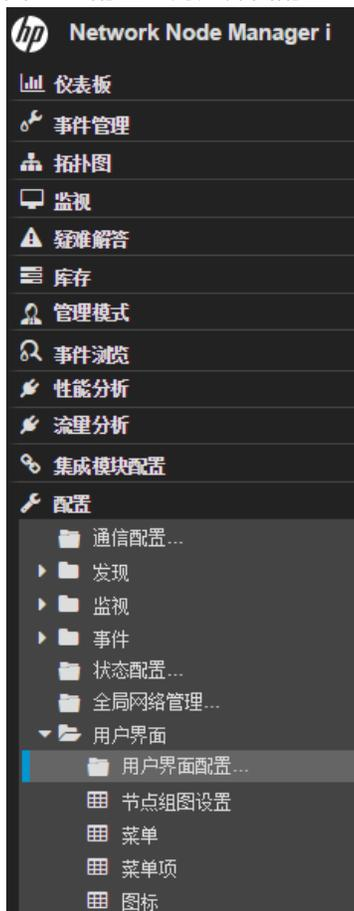 hp Network Node Manager i
仪表板
事件管理
拓扑图
监视
疑难解答
库存
管理模式
事件浏览
性能分析
流量分析
集成模块配置
配置
通信配置...
发现
监视
事件
状态配置...
全局网络管理...
用户界面
用户界面配置...
节点组图设置
菜单
菜单项
图标